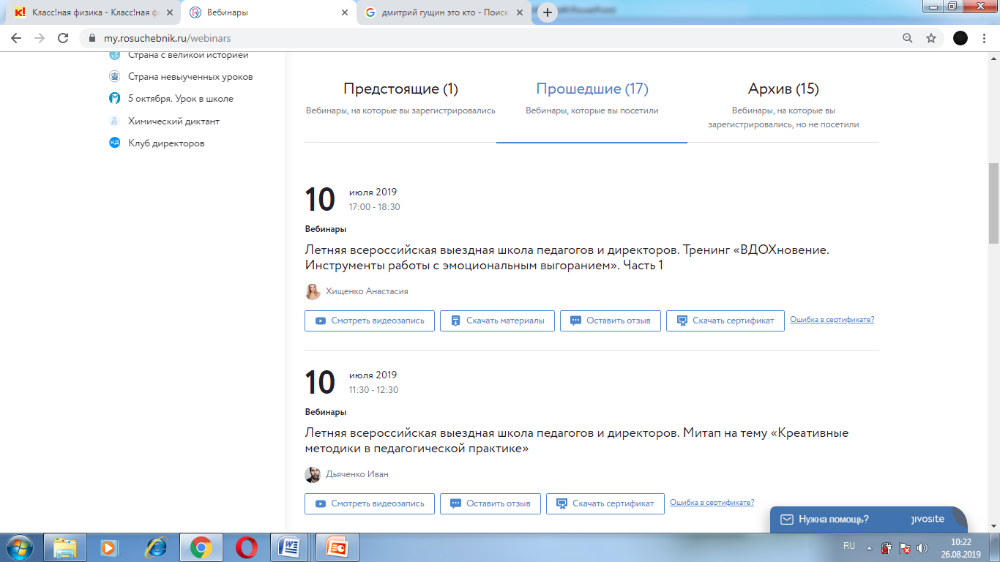 Класс!ная физика - Класс!ная ф
Вебинары
дмитрий гущин это кто - Поиск
my.rosuchebnik.ru/webinars
Страна с великой историей
Страна невыученных уроков
5 октября. Урок в школе
Химический диктант
КД Клуб директоров
Предстоящие (1)
Вебинары, на которые вы зарегистрировались
Прошедшие (17)
Вебинары, которые вы посетили
Архив (15)
Вебинары, на которые вы
зарегистрировались, но не посетили
10 июля 2019
17:00 - 18:30
Вебинары
Летняя всероссийская выездная школа педагогов и директоров. Тренинг «ВДОХновение.
Инструменты работы с эмоциональным выгоранием». Часть 1
Хищенко Анастасия
Смотреть видеозапись Скачать материалы Оставить отзыв Скачать сертификат Ошибка в сертификате?
10 июля 2019
11:30 - 12:30
Вебинары
Летняя всероссийская выездная школа педагогов и директоров. Митап на тему «Креативные
методики в педагогической практике»
Дьяченко Иван
Смотреть видеозапись Оставить отзыв Скачать сертификат Ошибка в сертификате?
Нужна помощь? jivosite
RU 10:22
26.08.2019